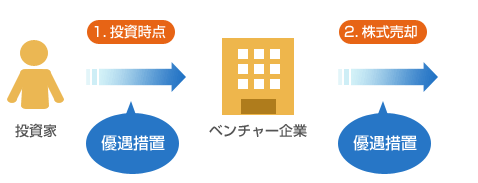 1. 投資時点
2. 株式売却
投資家
ベンチャー企業
優遇措置
優遇措置